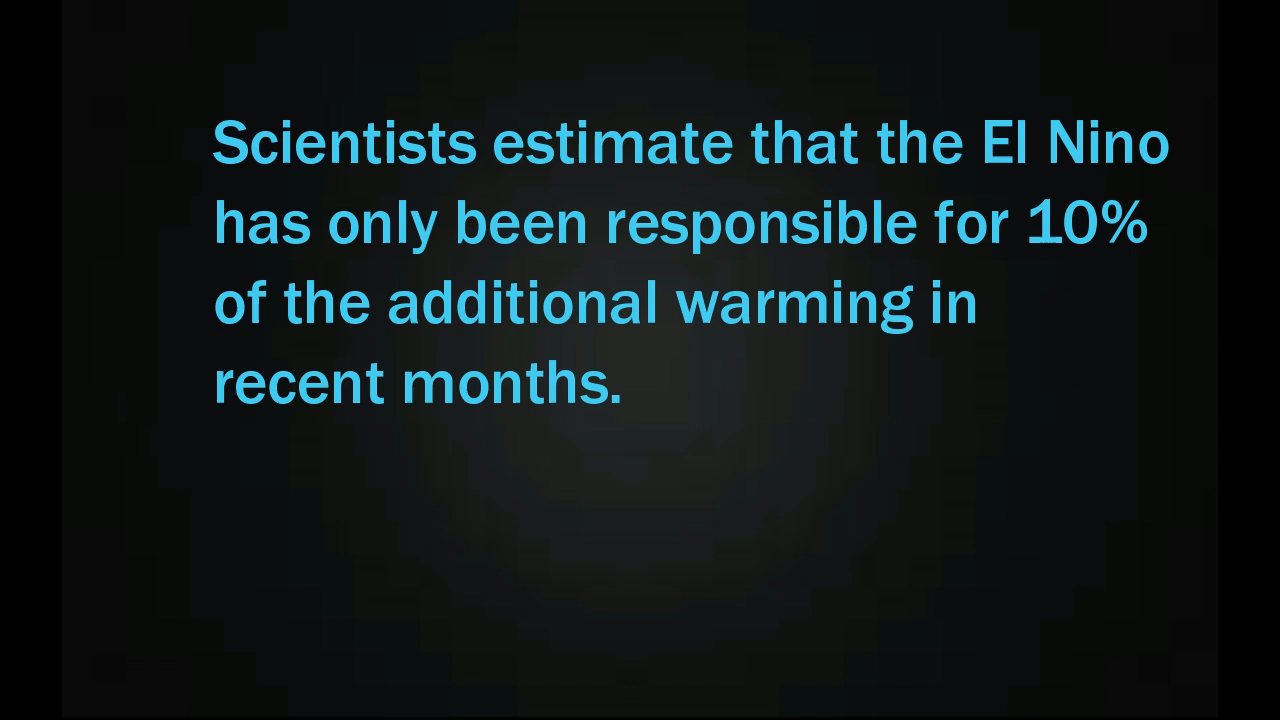 Scientists estimate that the El Nino
has only been responsible for 10%
of the additional warming in
recent months.